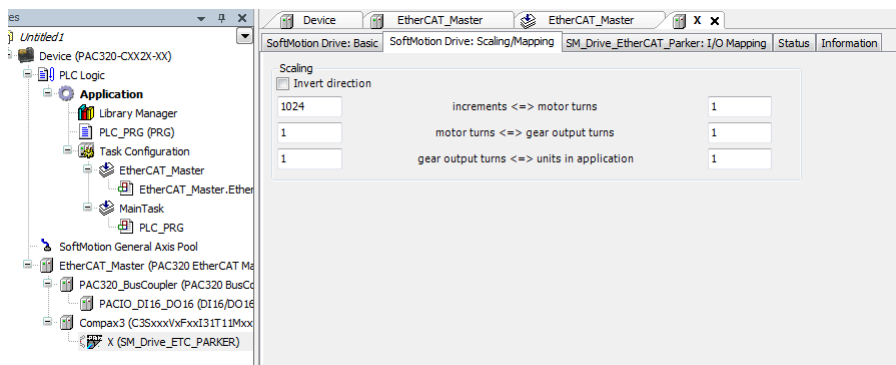 es
Untitled1
Device (PAC320-CXX2X-XX)
PLC Logic
Application
Library Manager
PLC_PRG (PRG)
Task Configuration
EtherCAT_Master
EtherCAT_Master.Ether
MainTask
PLC_PRG
SoftMotion General Axis Pool
EtherCAT_Master (PAC320 EtherCAT Ma
PAC320_BusCoupler (PAC320 BusCo
PACIO_DI16_DO16 (DI16/DO16
Compax3 (C3SxxxVxFxxI31T11Mxx
X (SM_Drive_ETC_PARKER)
Device EtherCAT_Master EtherCAT_Master X
SoftMotion Drive: Basic SoftMotion Drive: Scaling/Mapping SM_Drive_EtherCAT_Parker: I/O Mapping Status Information
Scaling
Invert direction
1024 increments <=> motor turns 1
1 motor turns <=> gear output turns 1
1 gear output turns <=> units in application 1